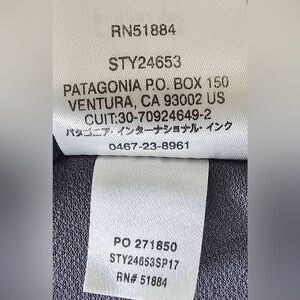 RN51884
STY24653
PATAGONIA P.O. BOX 150
VENTURA, CA 93002 US
CUIT:30-70924649-2
パタゴニア・インターナショナル・インク
0467-23-8961
PO 271850
STY24653SP17
RN# 51884